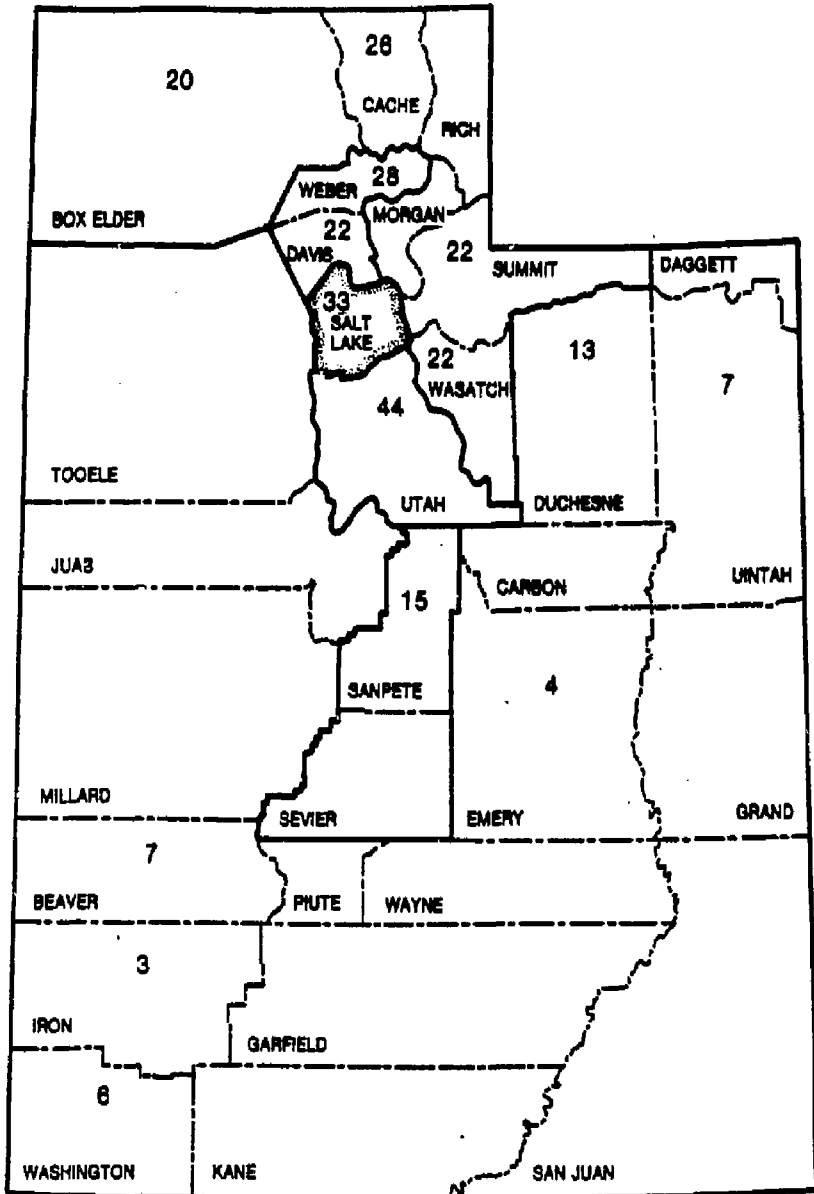 26
20
CACHE
RICH
28
WEBER
MORGAN
BOX ELDER
22
DAVIS
22
SUMMIT
DAGGETT
33
SALT
LAKE
22
WASATCH
13
7
44
TOOELE
UTAH
DUCHESNE
JUAB
CARBON
UINTAH
15
SANPETE
4
MILLARD
SEVIER
EMERY
GRAND
7
BEAVER
PIUTE
WAYNE
3
IRON
GARFIELD
6
WASHINGTON
KANE
SAN JUAN